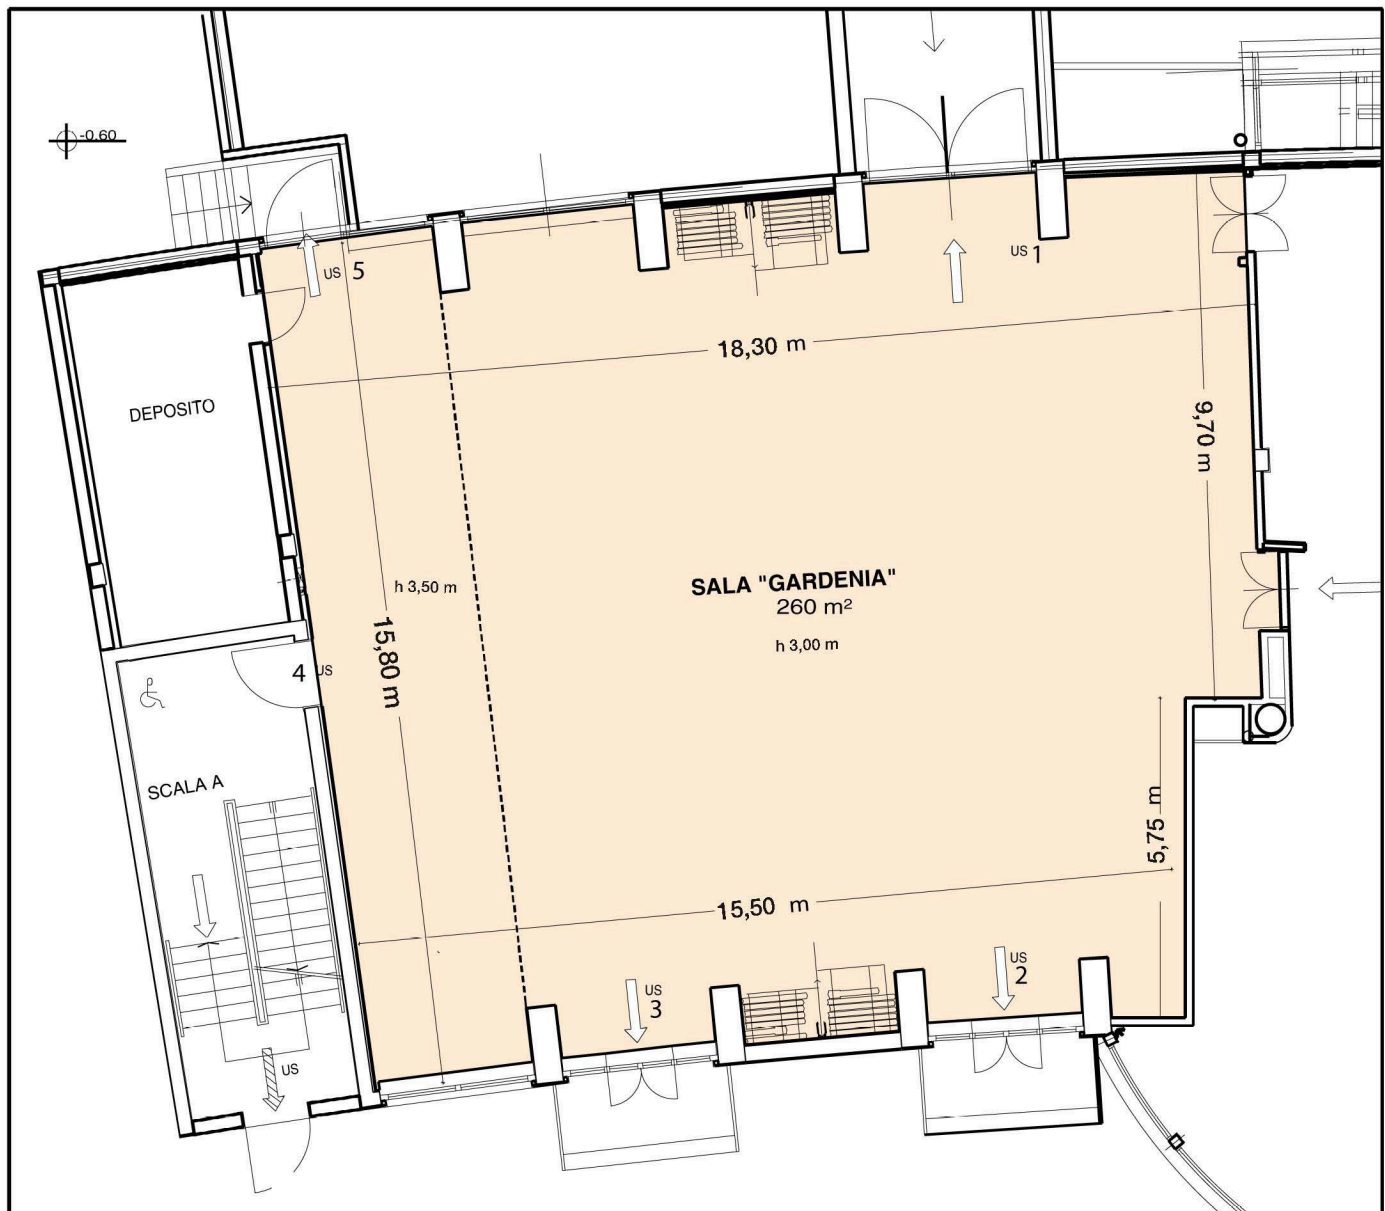 -0.60
US 5
US 1
18,30 m
9,70 m
DEPOSITO
h 3,50 m
SALA "GARDENIA"
260 m²
h 3,00 m
15,80 m
4 US
SCALA A
5,75 m
15,50 m
US
2
US
3
US